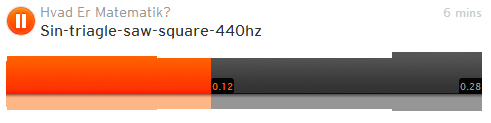 Hvad Er Matematik?
6 mins
Sin-triagle-saw-square-440hz
0.12
0.28